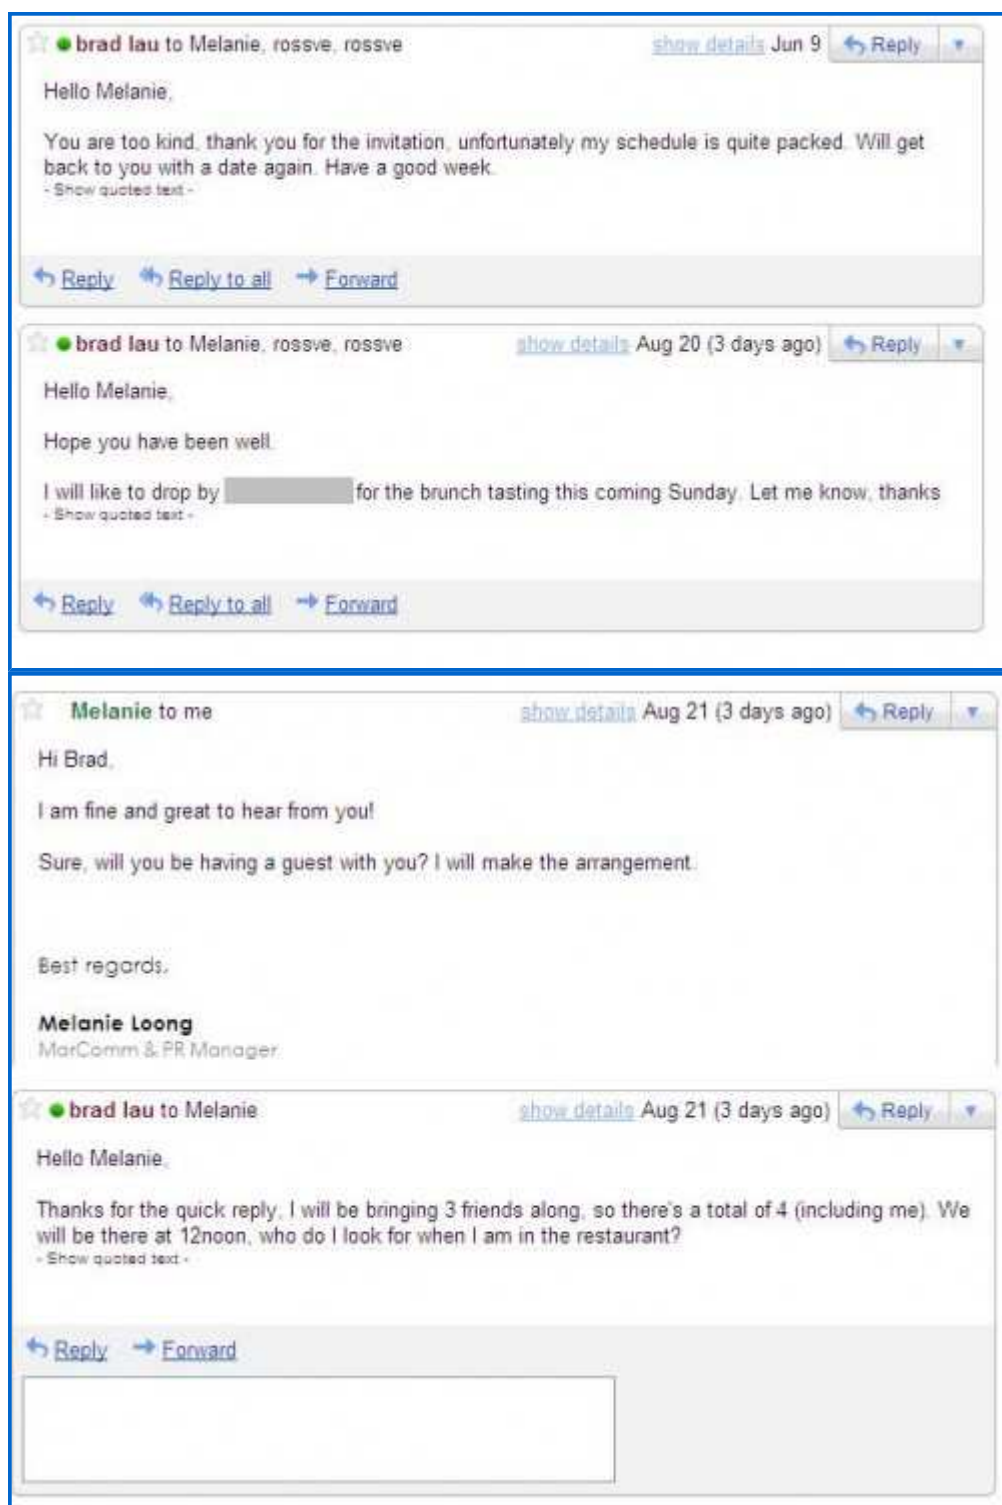 brad lau to Melanie, rossve, rossve show details Jun 9 Reply
Hello Melanie,
You are too kind, thank you for the invitation, unfortunately my schedule is quite packed. Will get
back to you with a date again. Have a good week.
- Show quoted text -
Reply Reply to all Forward
brad lau to Melanie, rossve, rossve show details Aug 20 (3 days ago) Reply
Hello Melanie,
Hope you have been well.
I will like to drop by for the brunch tasting this coming Sunday. Let me know, thanks
- Show quoted text -
Reply Reply to all Forward
Melanie to me show details Aug 21 (3 days ago) Reply
Hi Brad,
I am fine and great to hear from you!
Sure, will you be having a guest with you? I will make the arrangement.
Best regards,
Melanie Loong
MarComm & PR Manager
brad lau to Melanie show details Aug 21 (3 days ago) Reply
Hello Melanie,
Thanks for the quick reply, I will be bringing 3 friends along, so there's a total of 4 (including me). We
will be there at 12noon, who do I look for when I am in the restaurant?
- Show quoted text -
Reply Forward